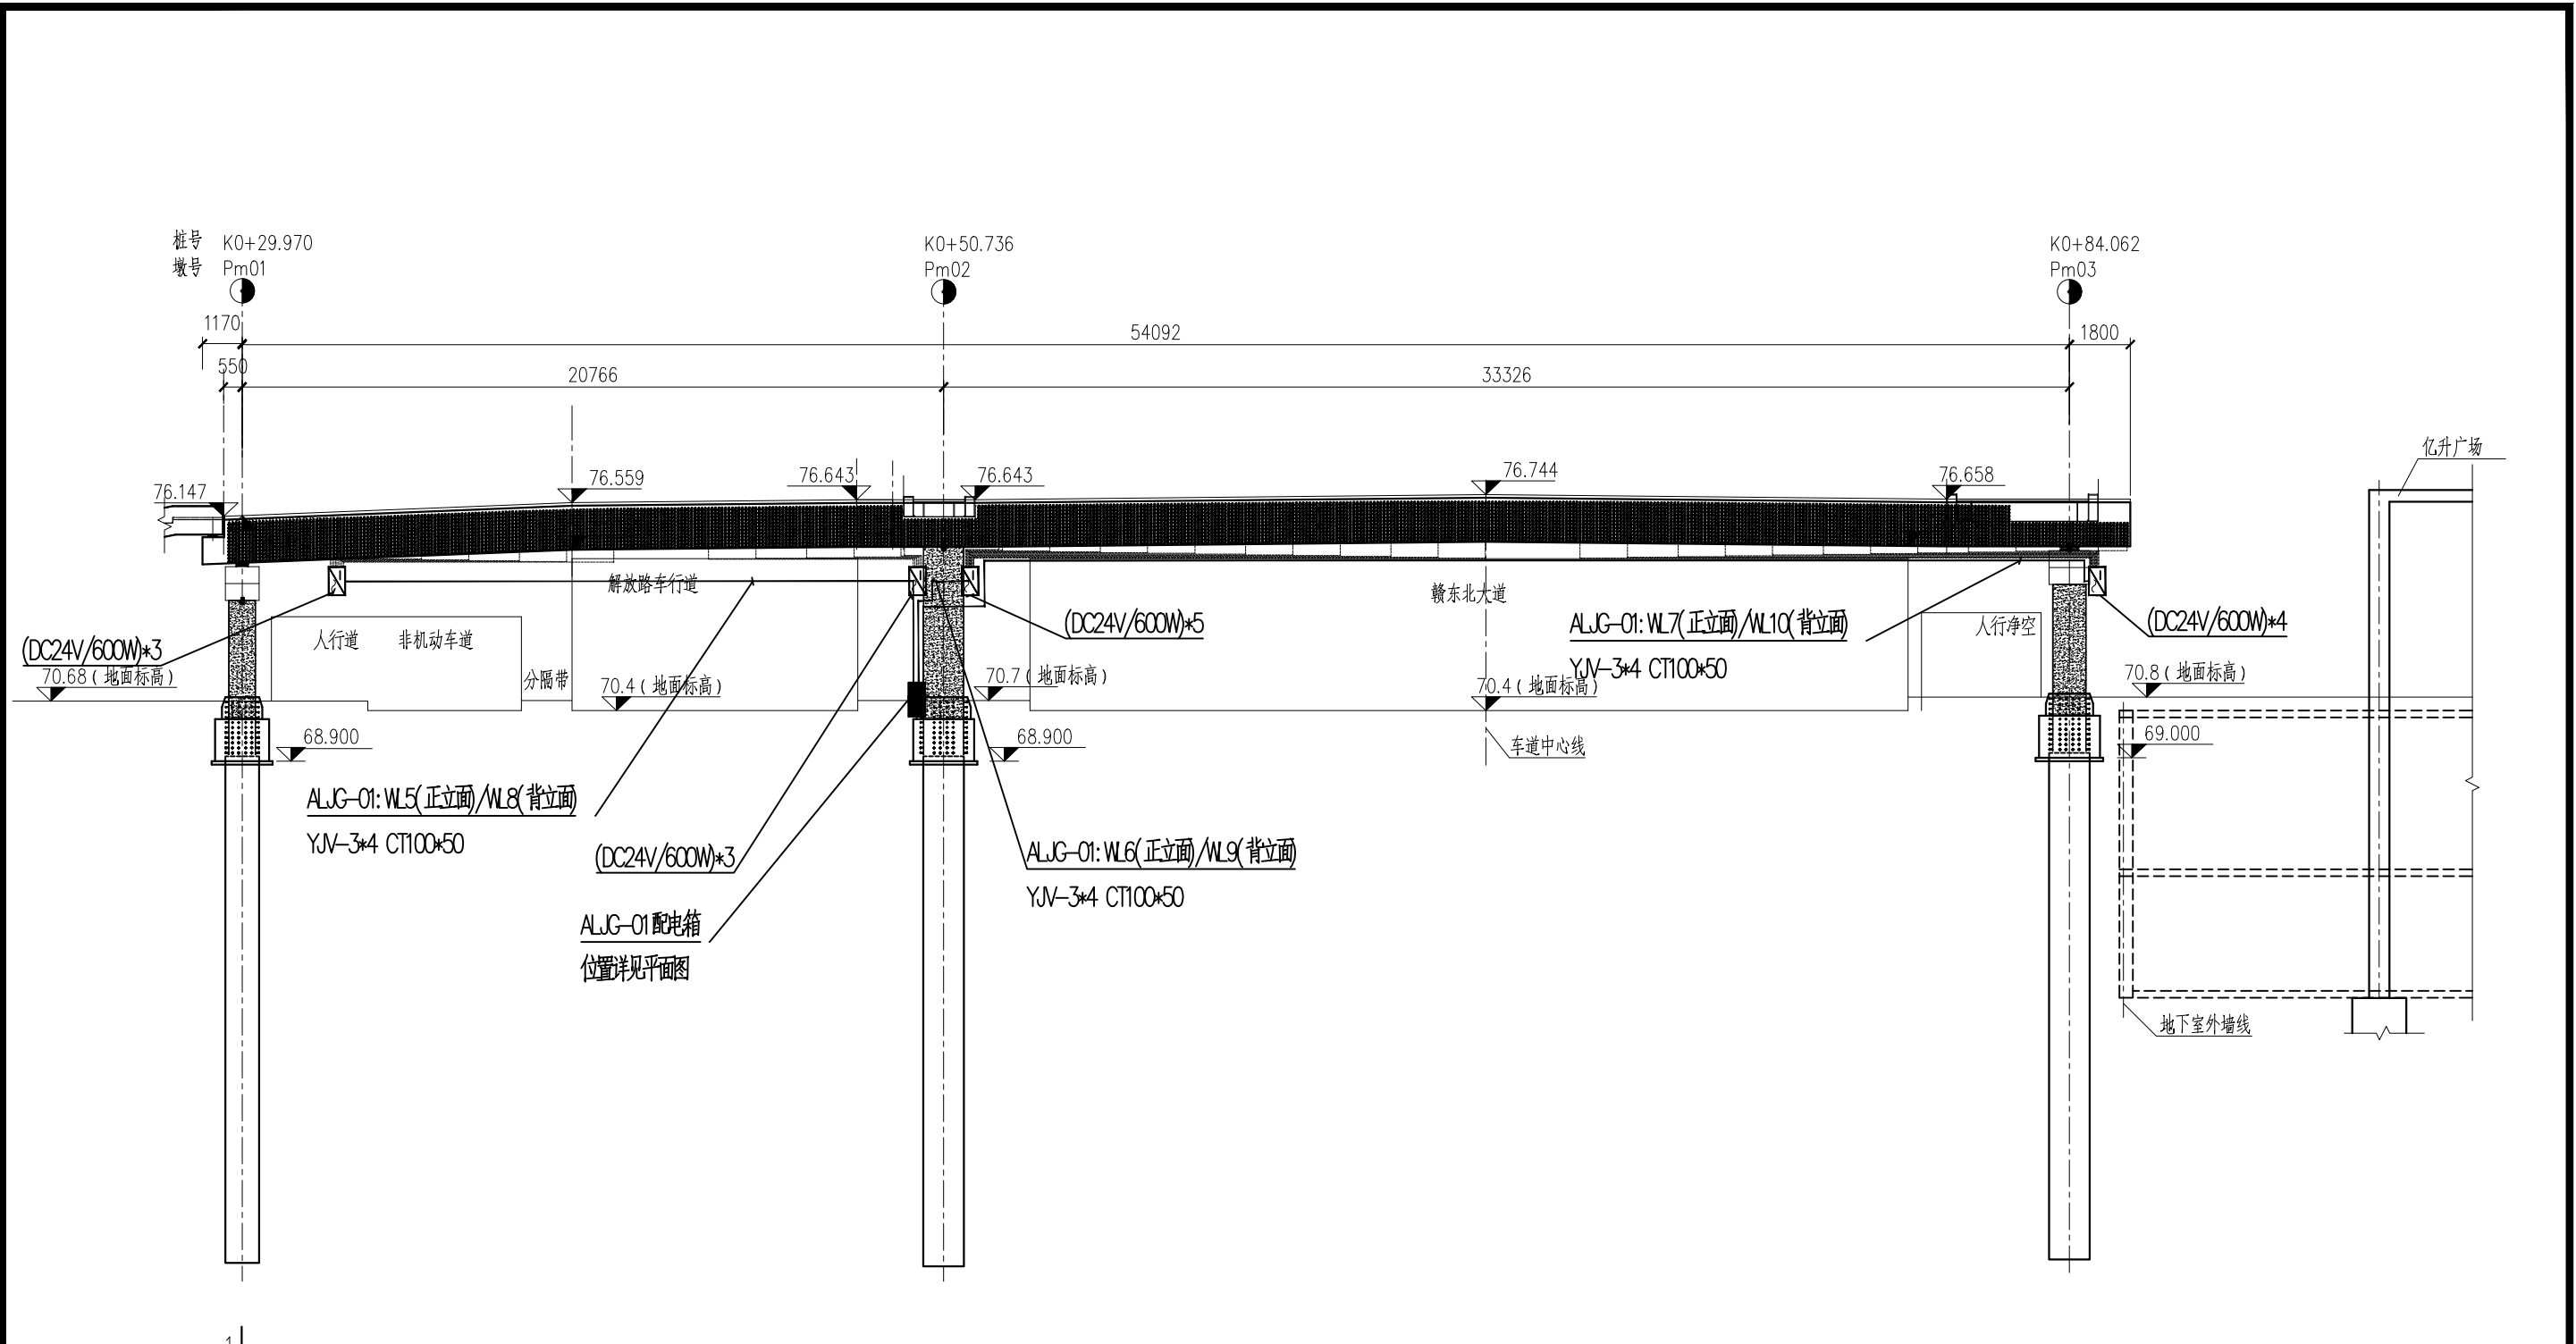 桩号 K0+29.970
墩号 Pm01
K0+50.736
Pm02
K0+84.062
Pm03
1170
54092
1800
550
20766
33326
亿升广场
76.147
76.559
76.643
76.643
76.744
76.658
解放路车行道
赣东北大道
人行道
非机动车道
(DC24V/600W)*3
(DC24V/600W)*5
ALJG-01:WL7(正立面)/WL10(背立面)
YJV-3*4 CT100*50
人行净空
(DC24V/600W)*4
70.68(地面标高)
分隔带
70.4(地面标高)
70.7(地面标高)
70.4(地面标高)
70.8(地面标高)
68.900
68.900
车道中心线
69.000
ALJG-01:WL5(正立面)/WL8(背立面)
YJV-3*4 CT100*50
(DC24V/600W)*3
ALJG-01:WL6(正立面)/WL9(背立面)
YJV-3*4 CT100*50
ALJG-01配电箱
位置详见平面图
地下室外墙线
1